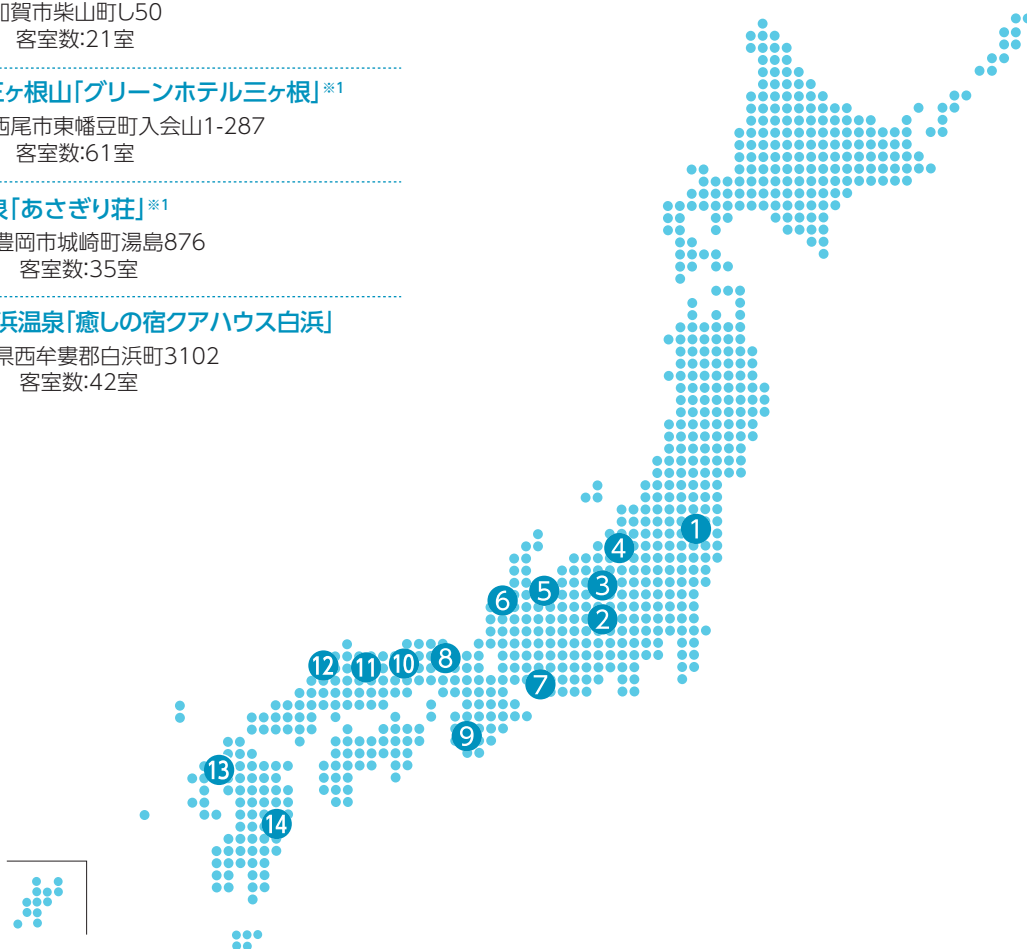 加賀市柴山町し50
客室数:21室
三ヶ根山「グリーンホテル三ヶ根」※1
西尾市東幡豆町入会山1-287
客室数:61室
泉「あさぎり荘」※1
豊岡市城崎町湯島876
客室数:35室
浜温泉「癒しの宿クアハウス白浜」
県西牟婁郡白浜町3102
客室数:42室
1
4
3
5
6
2
8
10
11
12
7
9
13
14